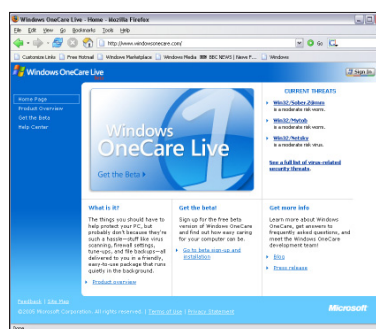 Windows OneCare Live - Home - Mozilla Firefox
File Edit View Go Bookmarks Tools Help
http://www.windowsonecare.com/
Go
Customize Links Free Hotmail Windows Marketplace Windows Media BBC NEWS | News F... Windows
Windows OneCare Live
Sign In
Home Page
Product Overview
Get the Beta
Help Center
Windows
OneCare Live
Get the Beta
CURRENT THREATS
is a moderate risk worm.
Win32/Mytob
is a moderate risk worm.
Win32/Netsky
is a moderate risk virus.
See a full list of virus-related
security threats.
What is it?
The things you should have to
help protect your PC, but
probably don't because they're
such a hassle—stuff like virus
scanning, firewall settings,
tune-ups, and file backups—all
delivered to you in a friendly,
easy-to-use package that runs
quietly in the background.
Product overview
Get the beta!
Sign up for the free beta
version of Windows OneCare
and find out how easy caring
for your computer can be.
Go to beta sign-up and
installation
Get more info
Learn more about Windows
OneCare, get answers to
frequently asked questions, and
meet the Windows OneCare
development team!
Blog
Press release
Feedback | Site Map
©2005 Microsoft Corporation. All rights reserved. | Terms of Use | Privacy Statement
Microsoft
Done